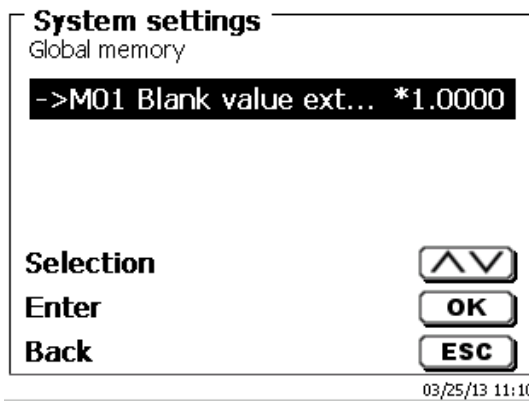 System settings
Global memory
->M01 Blank value ext... *1.0000
Selection
Enter OK
Back ESC
03/25/13 11:10